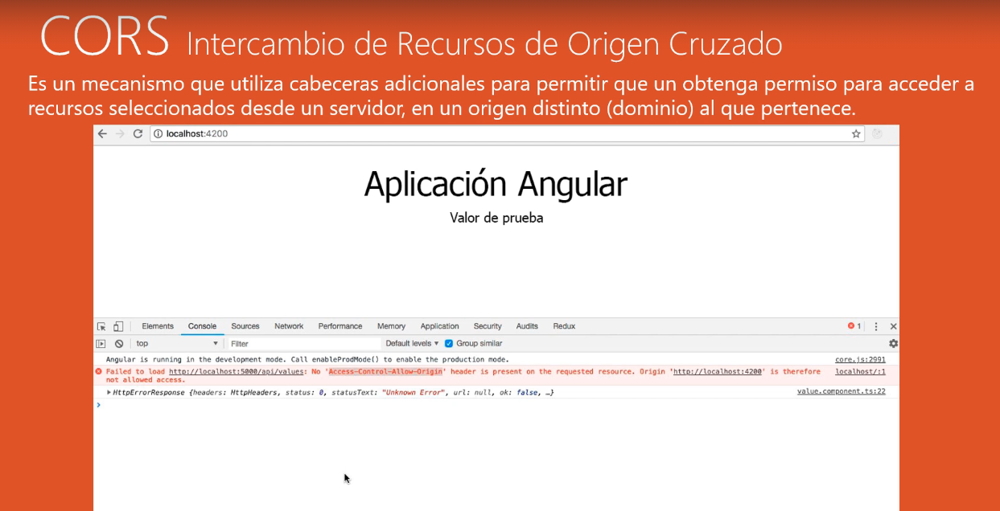 CORS Intercambio de Recursos de Origen Cruzado
Es un mecanismo que utiliza cabeceras adicionales para permitir que un obtenga permiso para acceder a
recursos seleccionados desde un servidor, en un origen distinto (dominio) al que pertenece.
localhost:4200
Aplicación Angular
Valor de prueba
Elements Console Sources Network Performance Memory Application Security Audits Redux 1
top Filter Default levels Group similar
Angular is running in the development mode. Call enableProdMode() to enable the production mode. core.js:2991
Failed to load http://localhost:5000/api/values: No 'Access-Control-Allow-Origin' header is present on the requested resource. Origin 'http://localhost:4200' is therefore localhost/:1
not allowed access.
HttpErrorResponse {headers: HttpHeaders, status: 0, statusText: "Unknown Error", url: null, ok: false, …} value.component.ts:22